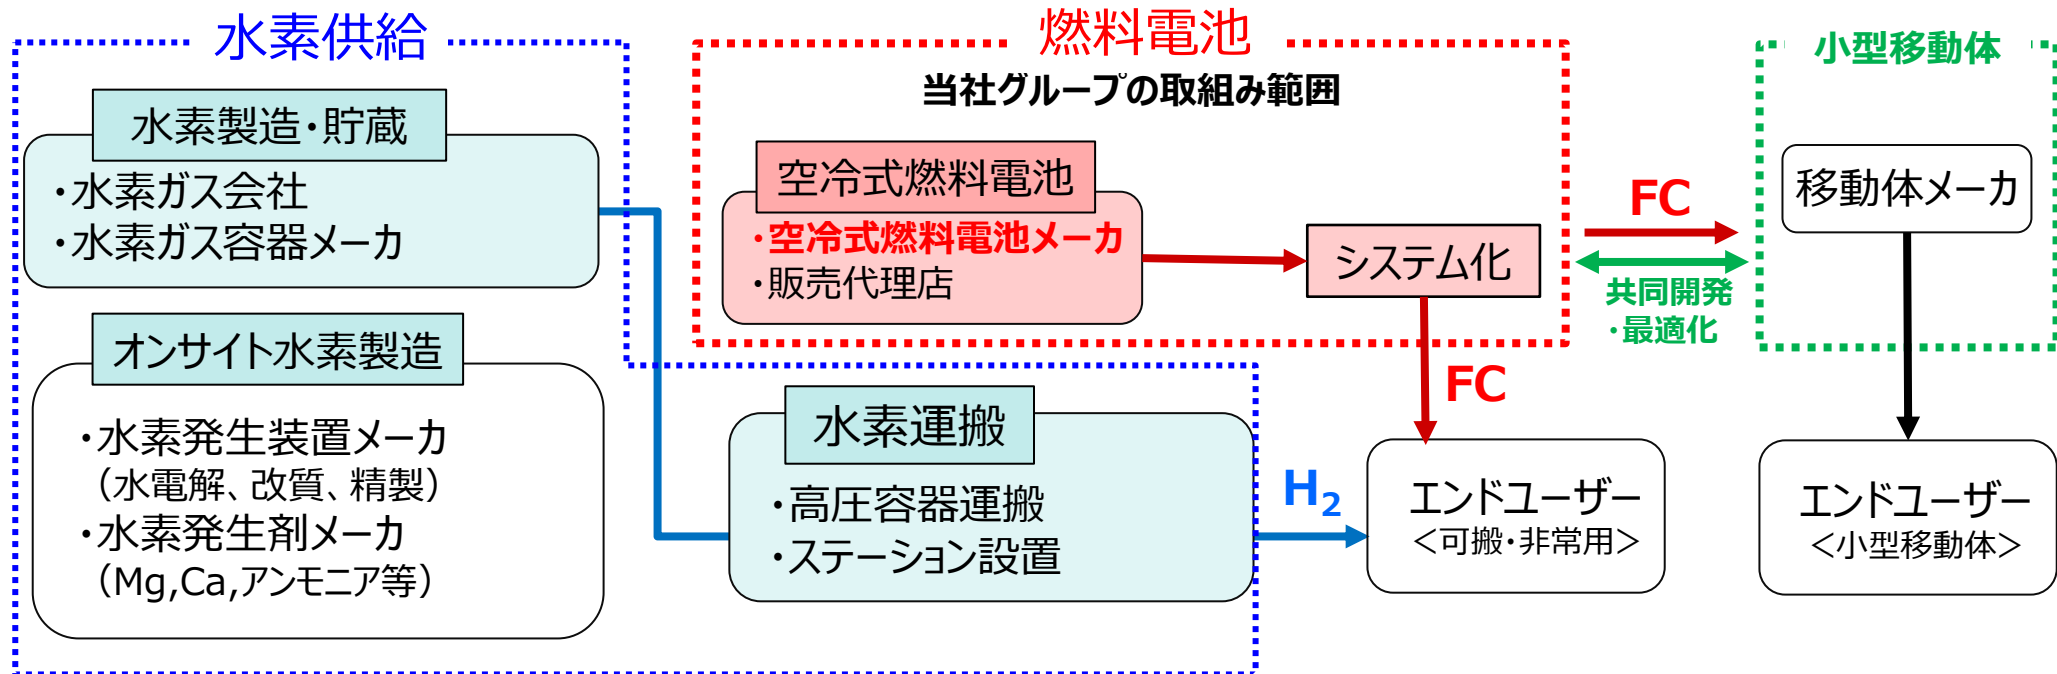 水素供給
水素製造・貯蔵
・水素ガス会社
・水素ガス容器メーカ
オンサイト水素製造
・水素発生装置メーカ
（水電解、改質、精製）
・水素発生剤メーカ
（Mg,Ca,アンモニア等）
水素運搬
・高圧容器運搬
・ステーション設置
H₂
燃料電池
当社グループの取組み範囲
空冷式燃料電池
・空冷式燃料電池メーカ
・販売代理店
システム化
FC
エンドユーザー
＜可搬・非常用＞
FC
共同開発
・最適化
小型移動体
移動体メーカ
エンドユーザー
＜小型移動体＞